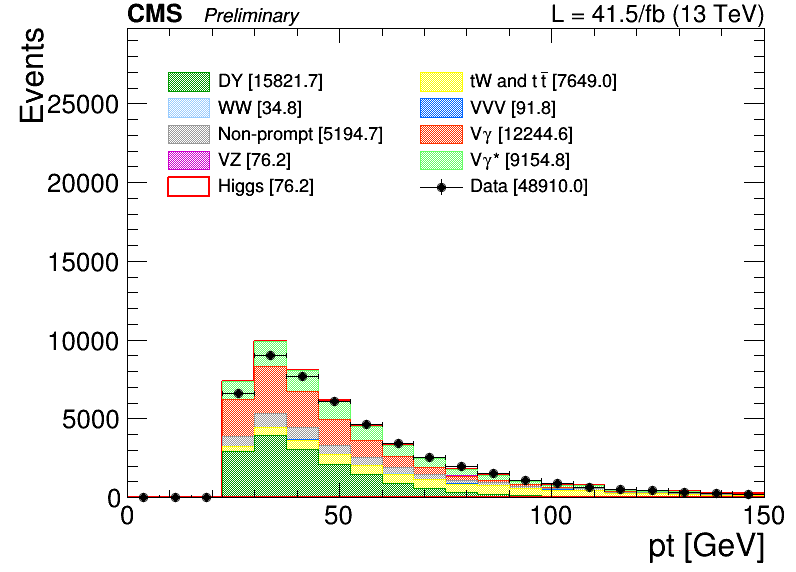 CMS Preliminary L = 41.5/fb (13 TeV)
Events
DY [15821.7] tW and t t̄ [7649.0]
WW [34.8] VVV [91.8]
Non-prompt [5194.7] Vγ [12244.6]
VZ [76.2] Vγ* [9154.8]
Higgs [76.2] Data [48910.0]
25000
20000
15000
10000
5000
0
0 50 100 150
pt [GeV]